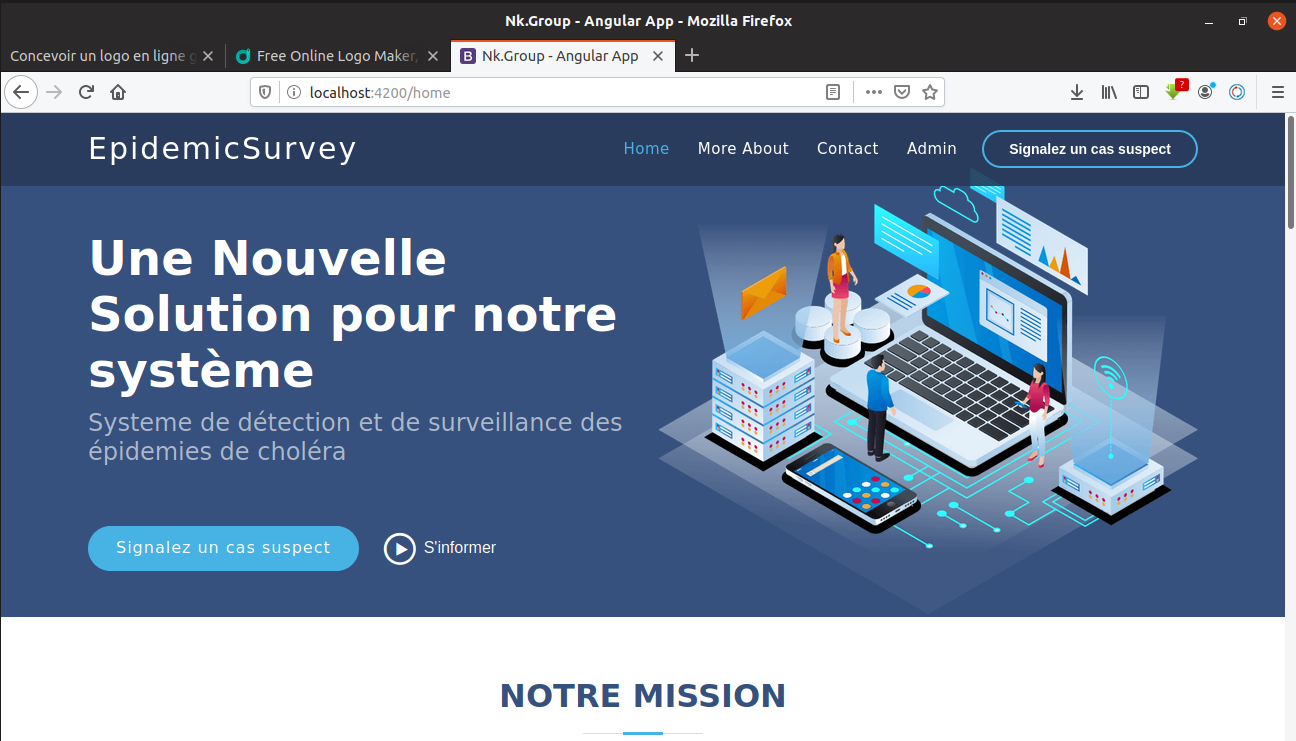 Nk.Group - Angular App - Mozilla Firefox
Concevoir un logo en ligne g
Free Online Logo Maker,
B Nk.Group - Angular App
localhost:4200/home
?
EpidemicSurvey
Home More About Contact Admin Signalez un cas suspect
Une Nouvelle
Solution pour notre
système
Systeme de détection et de surveillance des
épidemies de choléra
Signalez un cas suspect S'informer
NOTRE MISSION